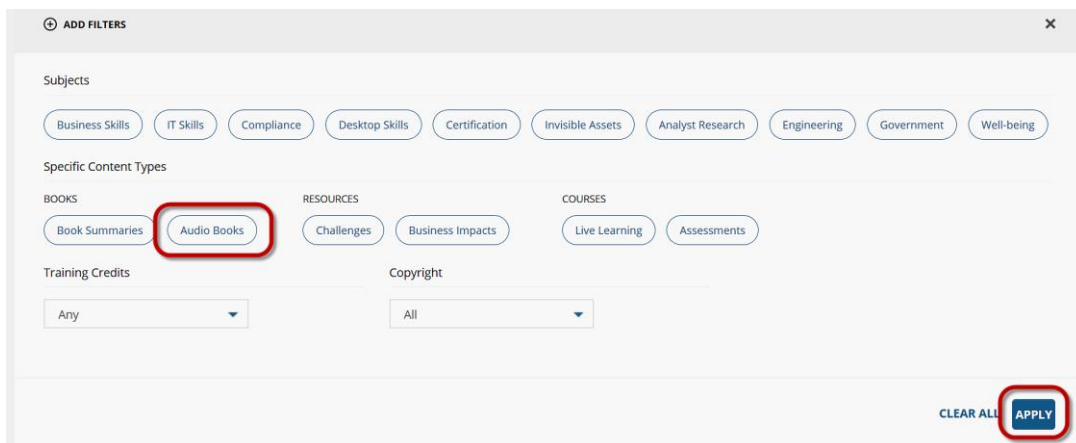 ADD FILTERS
Subjects
Business Skills IT Skills Compliance Desktop Skills Certification Invisible Assets Analyst Research Engineering Government Well-being
Specific Content Types
BOOKS RESOURCES COURSES
Book Summaries Audio Books Challenges Business Impacts Live Learning Assessments
Training Credits Copyright
Any All
CLEAR ALL APPLY